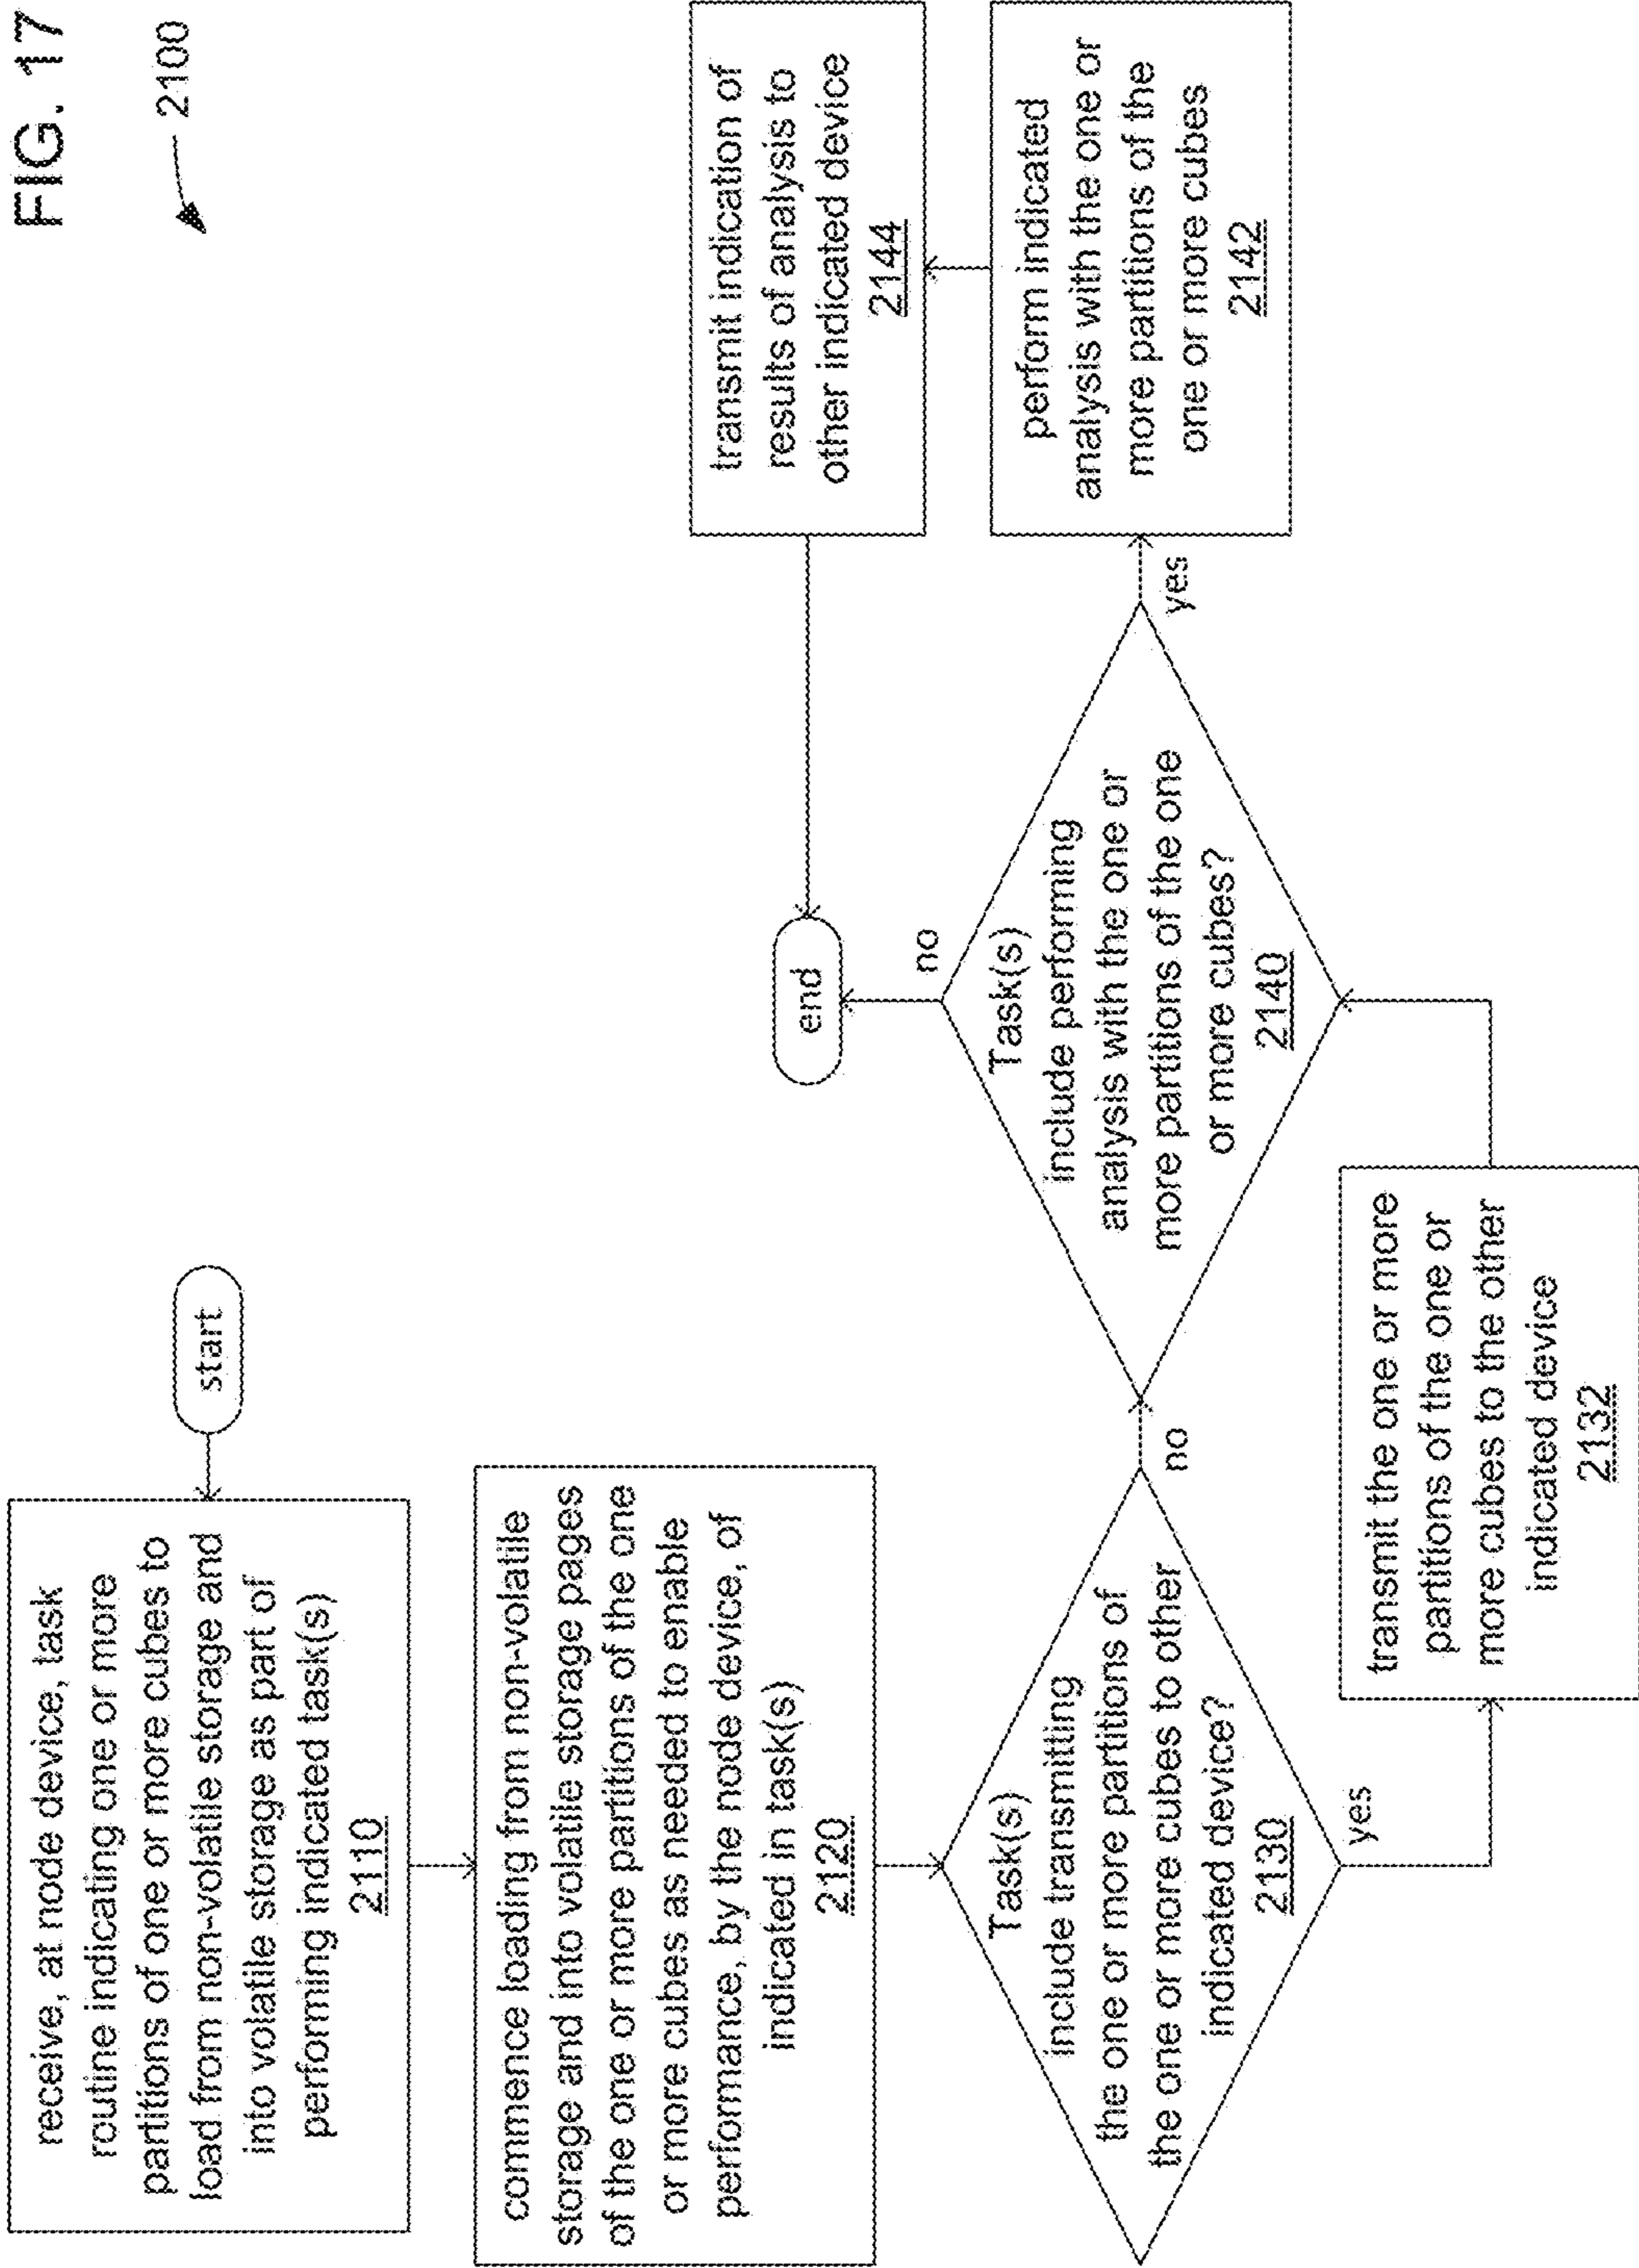 FIG. 17
2100
start
receive, at node device, task
routine indicating one or more
partitions of one or more cubes to
load from non-volatile storage and
into volatile storage as part of
performing indicated task(s)
2110
commence loading from non-volatile
storage and into volatile storage pages
of the one or more partitions of the one
or more cubes as needed to enable
performance, by the node device, of
indicated in task(s)
2120
Task(s)
include transmitting
the one or more partitions of
the one or more cubes to other
indicated device?
2130
no
yes
transmit the one or more
partitions of the one or
more cubes to the other
indicated device
2132
Task(s)
include performing
analysis with the one or
more partitions of the one
or more cubes?
2140
no
yes
end
perform indicated
analysis with the one or
more partitions of the
one or more cubes
2142
transmit indication of
results of analysis to
other indicated device
2144